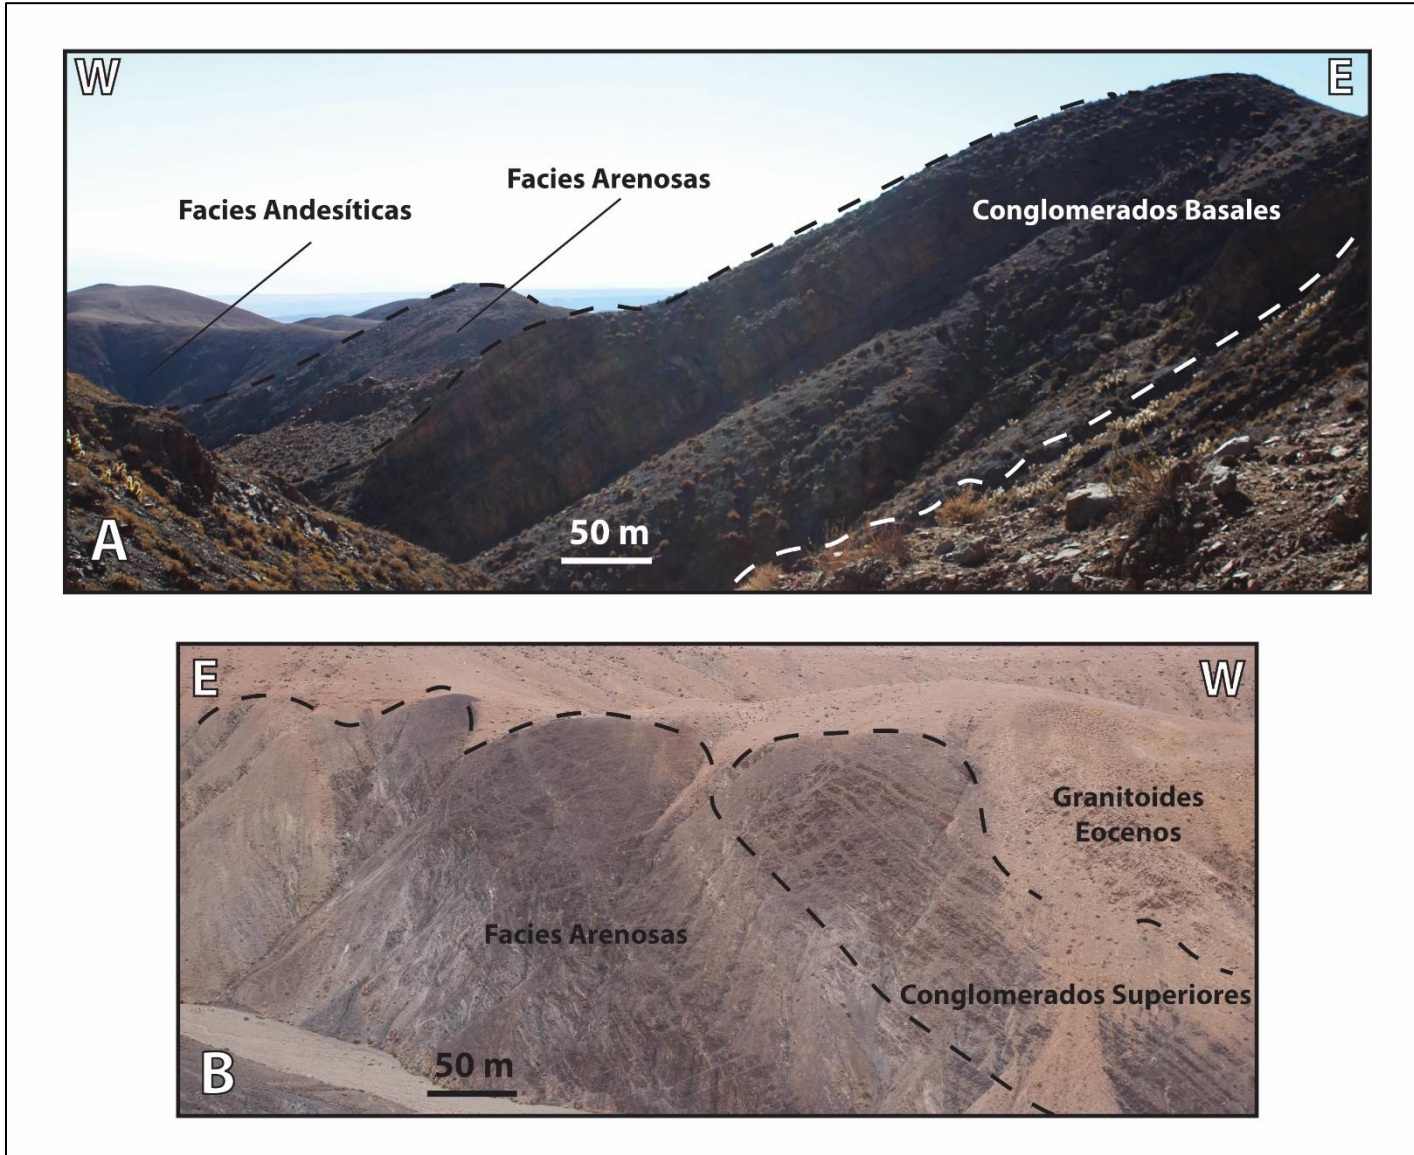 W
E
Facies Arenosas
Facies Andesíticas
Conglomerados Basales
50 m
A
E
W
Granitoides
Eocenos
Facies Arenosas
Conglomerados Superiores
50 m
B